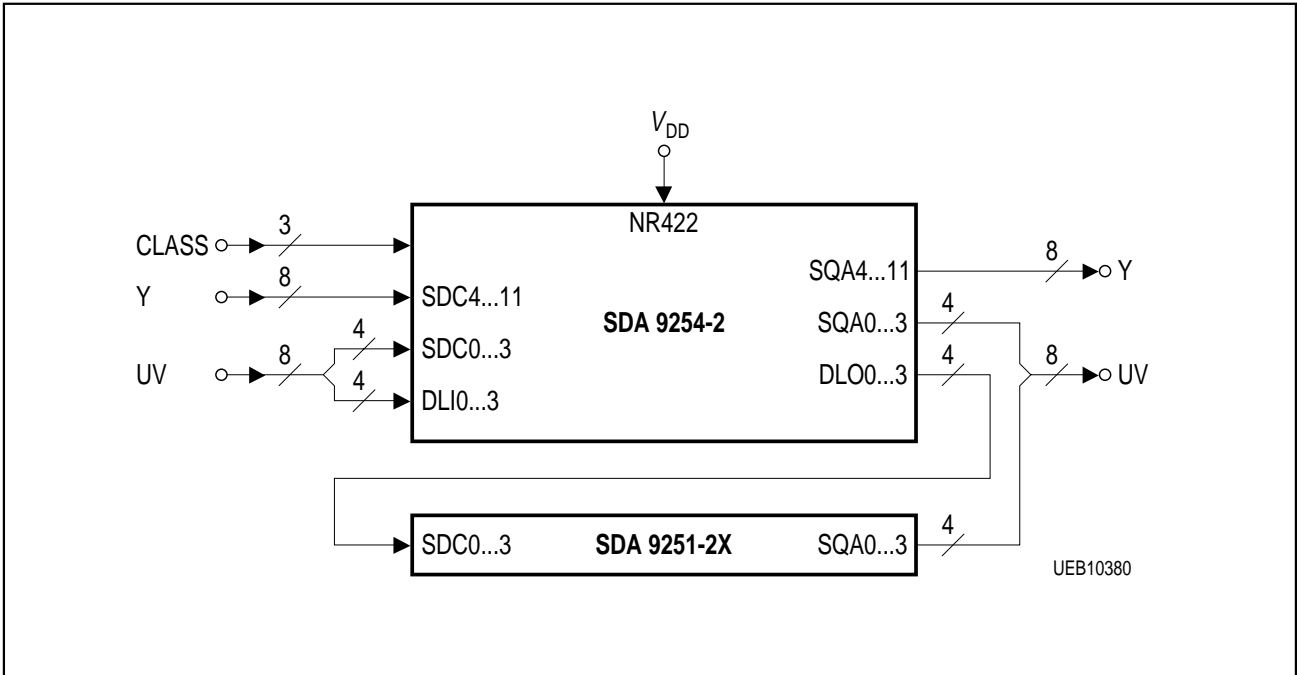 V_DD
NR422
CLASS 3
8
SQA4...11 Y
Y 8 SDC4...11
SDA 9254-2
SQA0...3 4
4
SDC0...3
UV 8
DLO0...3 4
8 UV
4
DLI0...3
SDC0...3 SDA 9251-2X SQA0...3 4
UEB10380